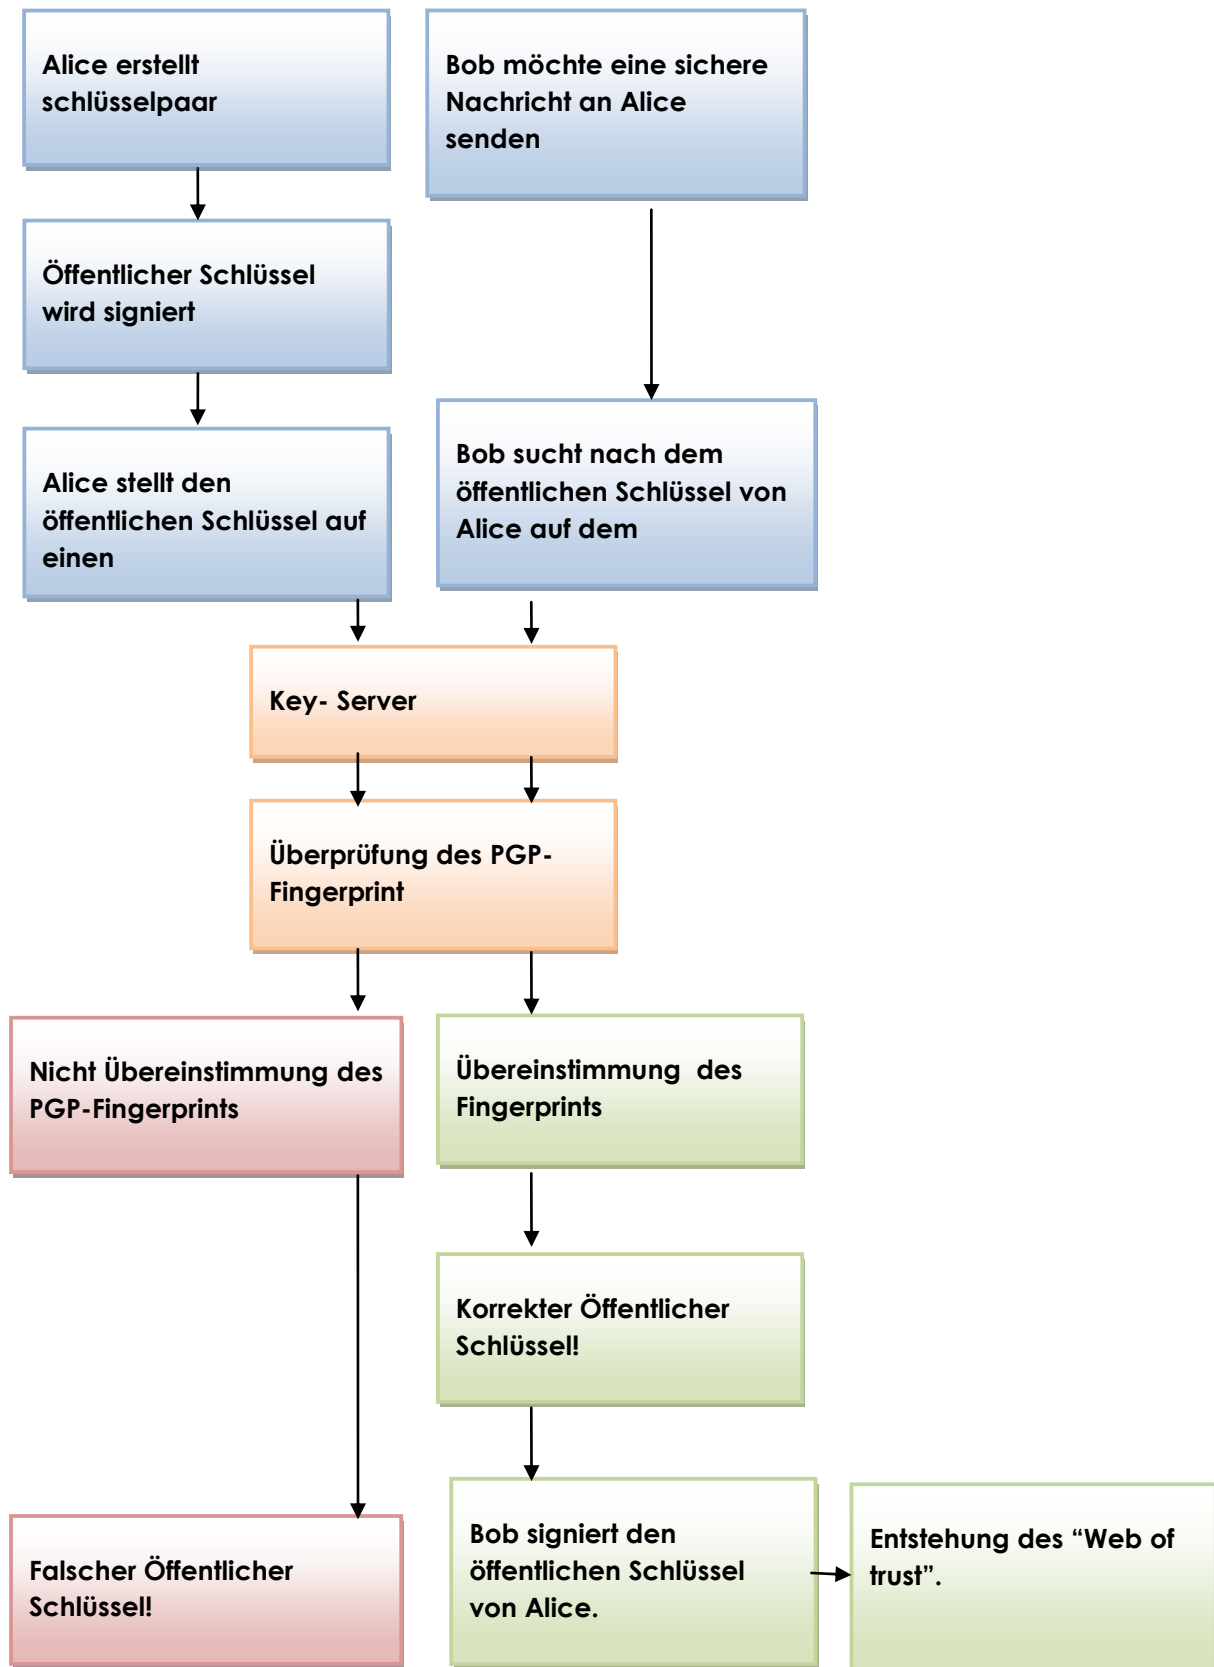 Alice erstellt
schlüsselpaar
Bob möchte eine sichere
Nachricht an Alice
senden
Öffentlicher Schlüssel
wird signiert
Alice stellt den
öffentlichen Schlüssel auf
einen
Bob sucht nach dem
öffentlichen Schlüssel von
Alice auf dem
Key- Server
Überprüfung des PGP-
Fingerprint
Nicht Übereinstimmung des
PGP-Fingerprints
Übereinstimmung  des
Fingerprints
Korrekter Öffentlicher
Schlüssel!
Falscher Öffentlicher
Schlüssel!
Bob signiert den
öffentlichen Schlüssel
von Alice.
Entstehung des “Web of
trust”.